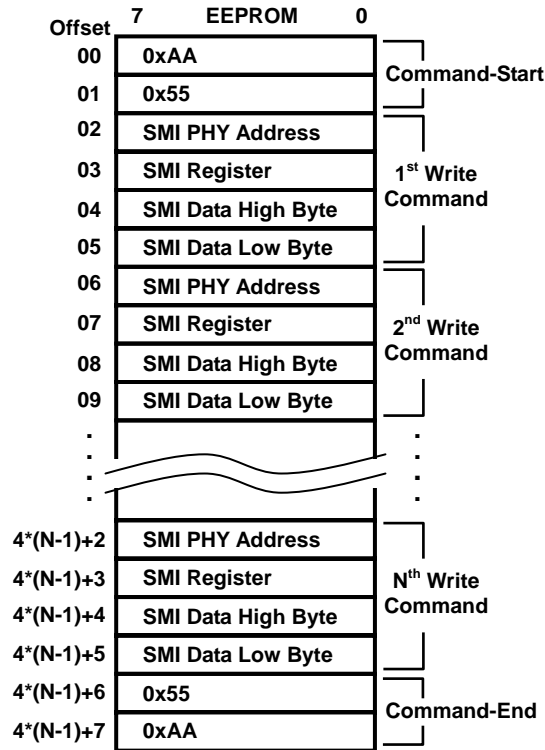 7 EEPROM 0
Offset
00 0xAA
Command-Start
01 0x55
02 SMI PHY Address
03 SMI Register
1st Write
Command
04 SMI Data High Byte
05 SMI Data Low Byte
06 SMI PHY Address
07 SMI Register
2nd Write
Command
08 SMI Data High Byte
09 SMI Data Low Byte
4*(N-1)+2 SMI PHY Address
4*(N-1)+3 SMI Register
Nth Write
Command
4*(N-1)+4 SMI Data High Byte
4*(N-1)+5 SMI Data Low Byte
4*(N-1)+6 0x55
Command-End
4*(N-1)+7 0xAA